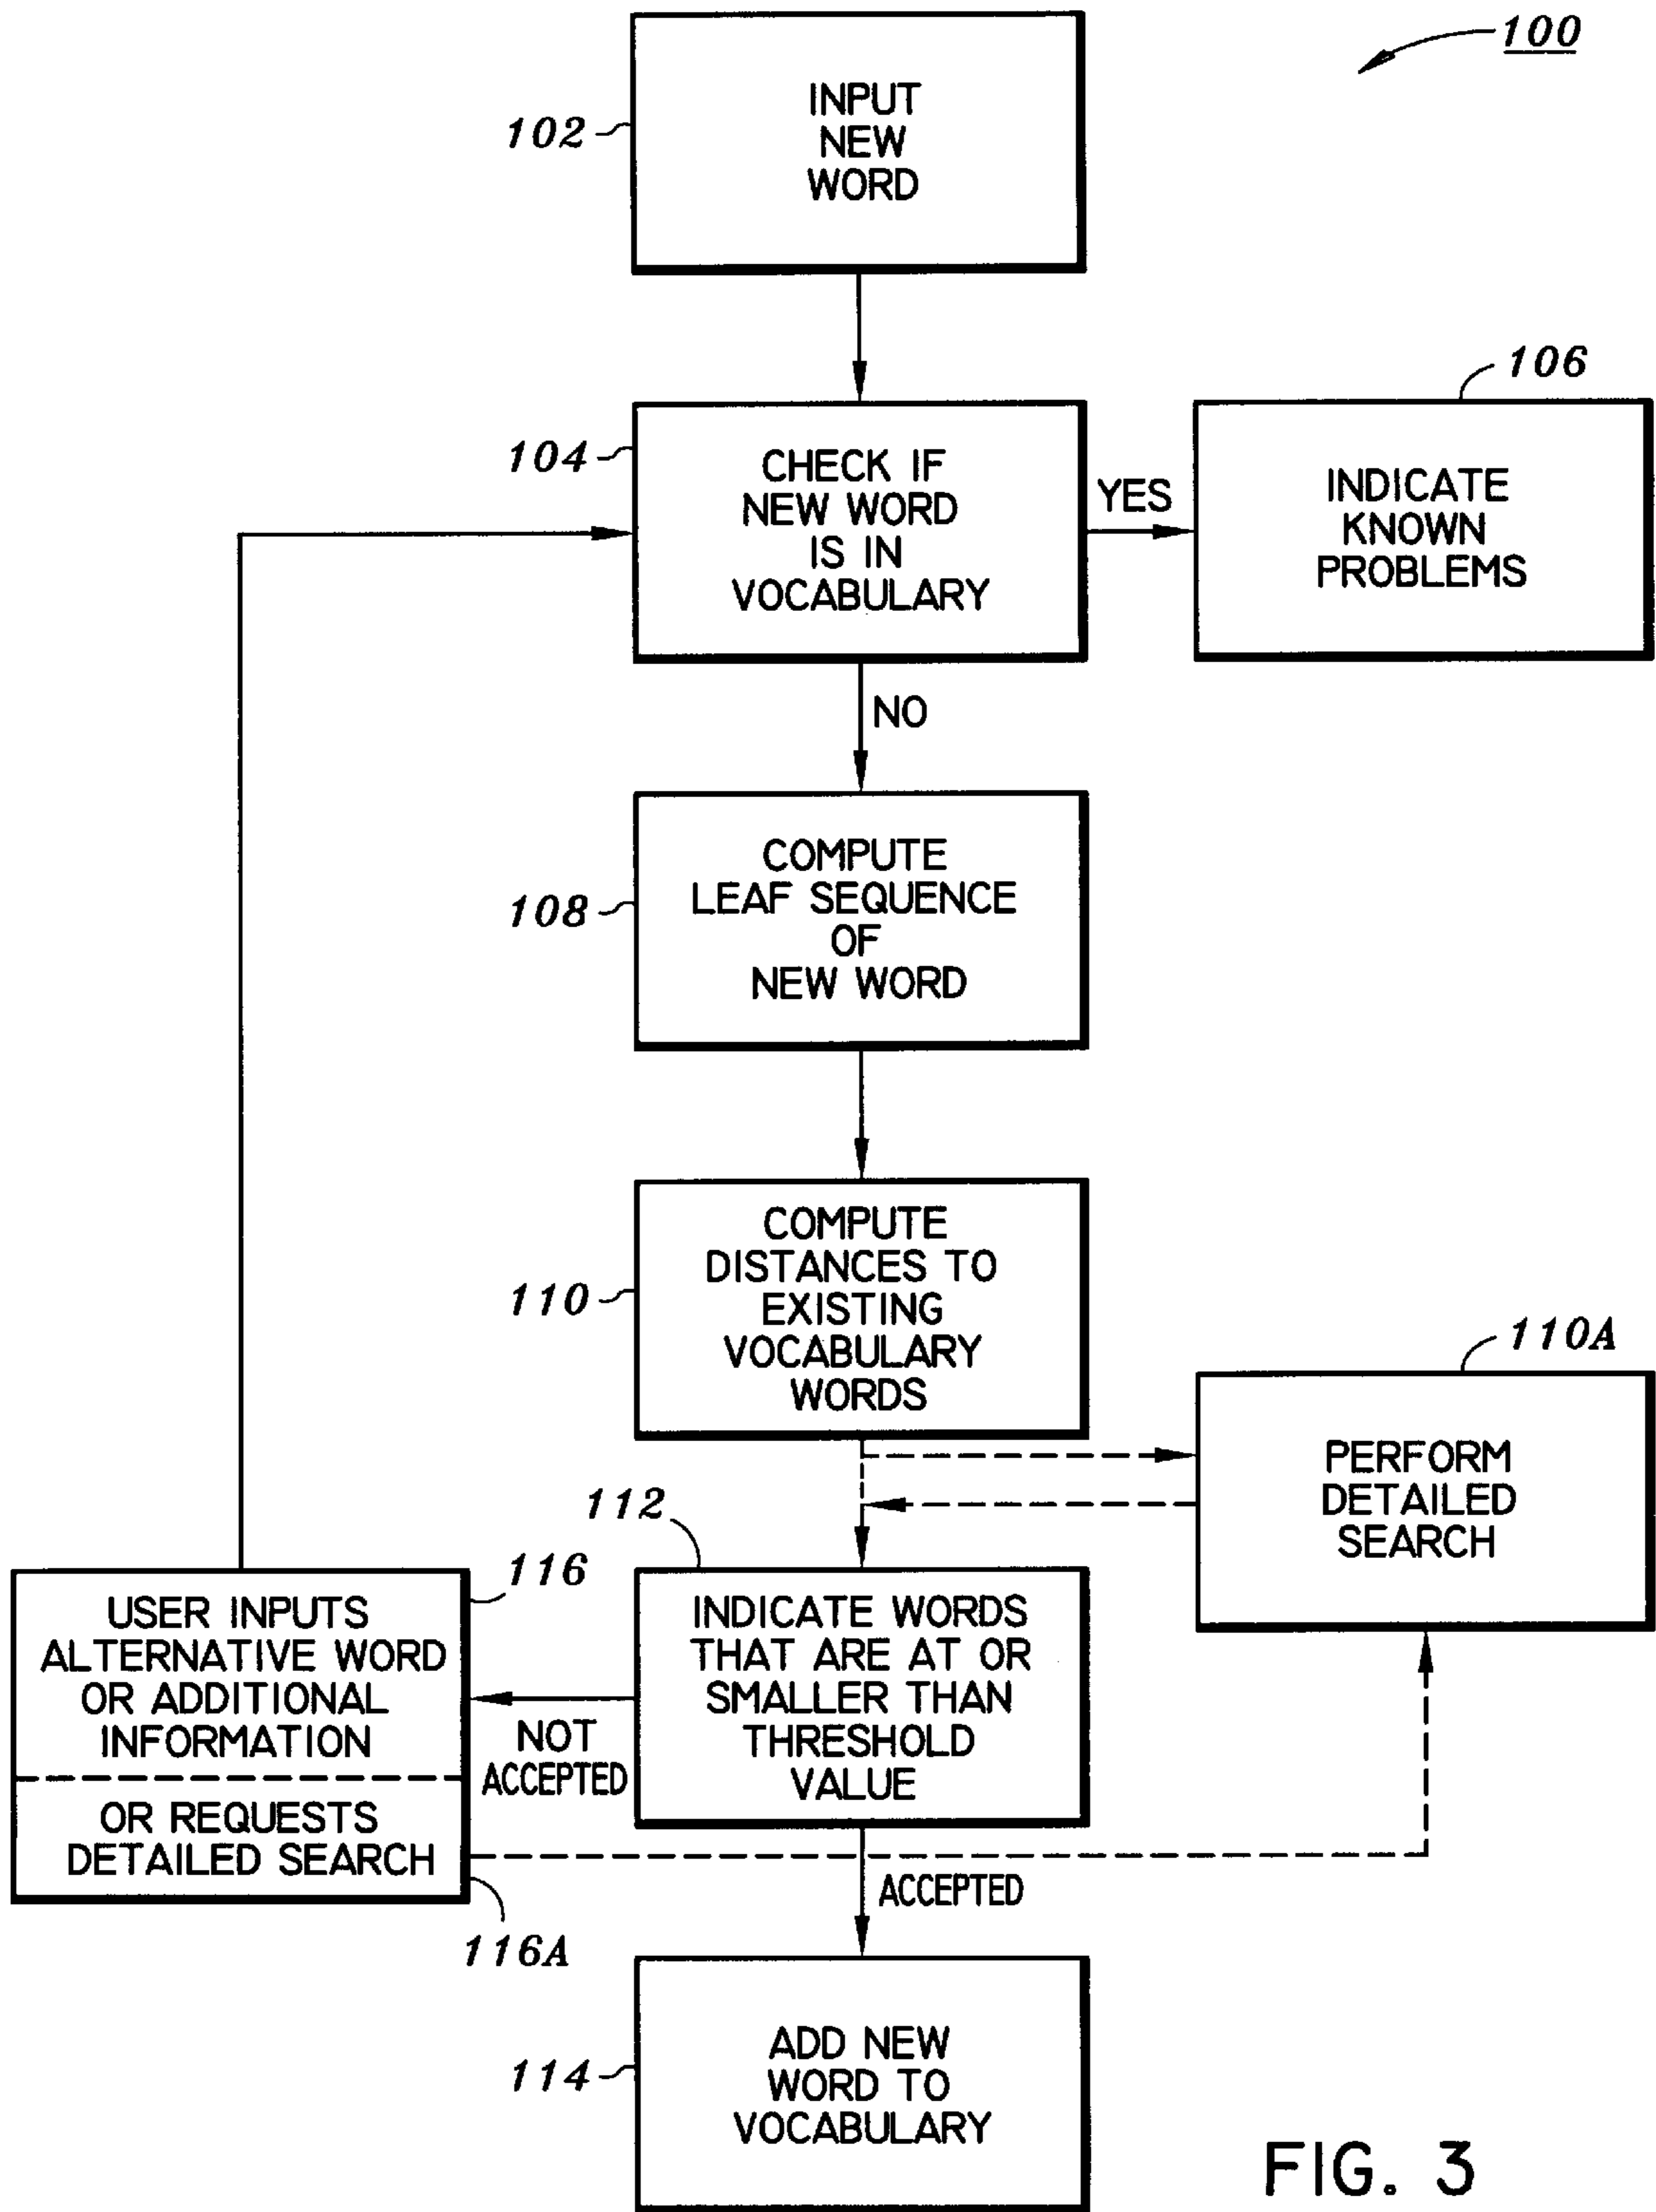 100
102
INPUT
NEW
WORD
106
104
CHECK IF
NEW WORD
IS IN
VOCABULARY
YES
INDICATE
KNOWN
PROBLEMS
NO
108
COMPUTE
LEAF SEQUENCE
OF
NEW WORD
110
COMPUTE
DISTANCES TO
EXISTING
VOCABULARY
WORDS
110A
PERFORM
DETAILED
SEARCH
112
116
USER INPUTS
ALTERNATIVE WORD
OR ADDITIONAL
INFORMATION
OR REQUESTS
DETAILED SEARCH
116A
NOT
ACCEPTED
INDICATE WORDS
THAT ARE AT OR
SMALLER THAN
THRESHOLD
VALUE
ACCEPTED
114
ADD NEW
WORD TO
VOCABULARY
FIG. 3